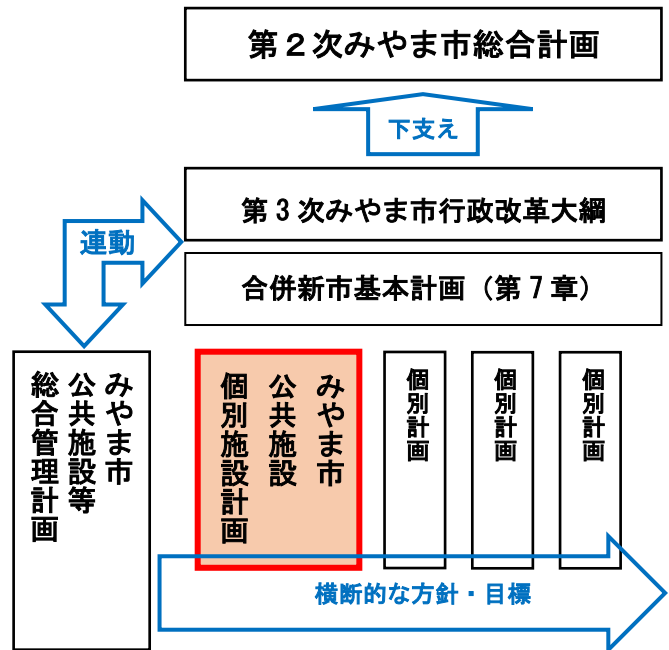 第２次みやま市総合計画
下支え
第３次みやま市行政改革大綱
連動
合併新市基本計画（第７章）
みやま市
公共施設等
総合管理計画
みやま市
公共施設
個別施設計画
個別計画
個別計画
個別計画
横断的な方針・目標